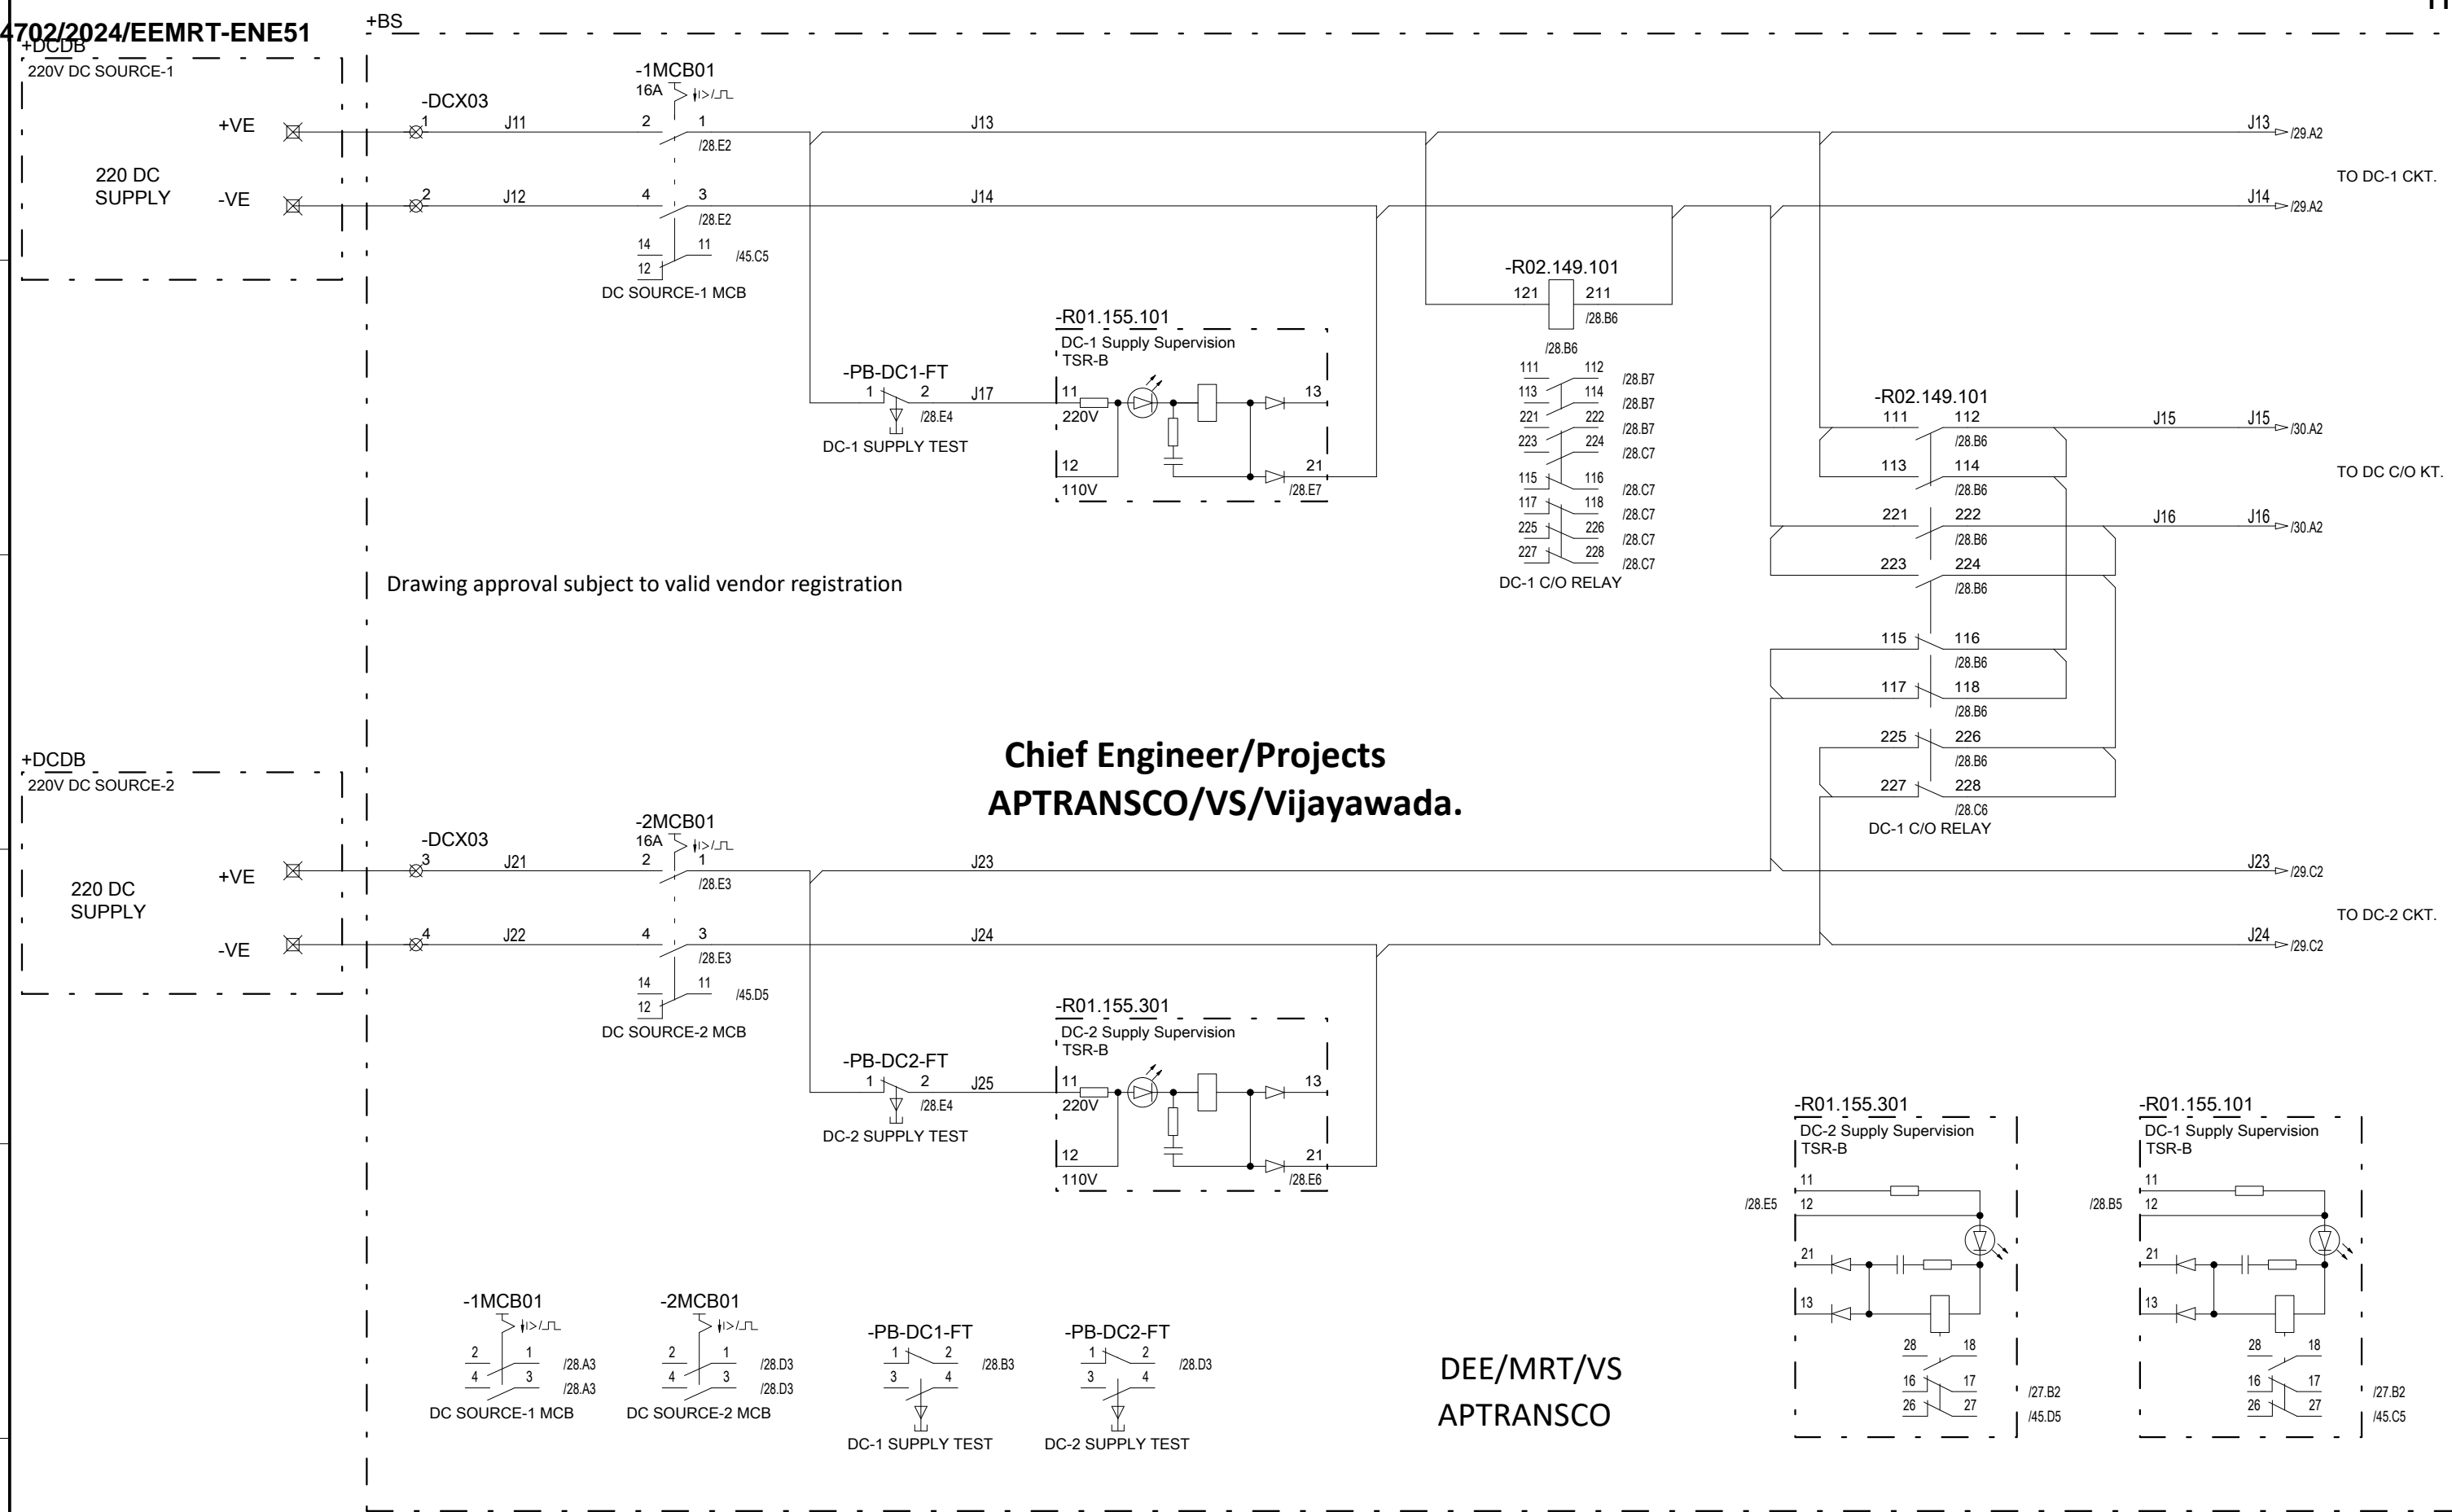 4702/2024/EEMRT-ENE51
+BS
+DCDB
220V DC SOURCE-1
+VE
220 DC
SUPPLY
-VE
-DCX03
1
J11
2
J12
-1MCB01
16A
I>/
2 1
/28.E2
4 3
/28.E2
14 11
12
/45.C5
DC SOURCE-1 MCB
J13
J14
-PB-DC1-FT
1 2
/28.E4
J17
DC-1 SUPPLY TEST
-R01.155.101
DC-1 Supply Supervision
TSR-B
11
220V
13
12
110V
21
/28.E7
-R02.149.101
121 211
/28.B6
/28.B6
111 112 /28.B7
113 114 /28.B7
221 222 /28.B7
223 224 /28.C7
115 116 /28.C7
117 118 /28.C7
225 226 /28.C7
227 228 /28.C7
DC-1 C/O RELAY
J13 /29.A2
TO DC-1 CKT.
J14 /29.A2
-R02.149.101
111 112
/28.B6
113 114
/28.B6
221 222
/28.B6
223 224
/28.B6
115 116
/28.B6
117 118
/28.B6
225 226
/28.B6
227 228
/28.C6
DC-1 C/O RELAY
J15 J15 /30.A2
TO DC C/O KT.
J16 J16 /30.A2
Drawing approval subject to valid vendor registration
Chief Engineer/Projects
APTRANSCO/VS/Vijayawada.
+DCDB
220V DC SOURCE-2
+VE
220 DC
SUPPLY
-VE
-DCX03
3
J21
4
J22
-2MCB01
16A
I>/
2 1
/28.E3
4 3
/28.E3
14 11
12
/45.D5
DC SOURCE-2 MCB
J23
J24
J23 /29.C2
TO DC-2 CKT.
J24 /29.C2
-PB-DC2-FT
1 2
/28.E4
J25
DC-2 SUPPLY TEST
-R01.155.301
DC-2 Supply Supervision
TSR-B
11
220V
13
12
110V
21
/28.E6
-R01.155.301
DC-2 Supply Supervision
TSR-B
11
/28.E5 12
21
13
28 18
16 17 /27.B2
26 27 /45.D5
-R01.155.101
DC-1 Supply Supervision
TSR-B
11
/28.B5 12
21
13
28 18
16 17 /27.B2
26 27 /45.C5
-1MCB01
I>/
2 1 /28.A3
4 3 /28.A3
DC SOURCE-1 MCB
-2MCB01
I>/
2 1 /28.D3
4 3 /28.D3
DC SOURCE-2 MCB
-PB-DC1-FT
1 2 /28.B3
3 4
DC-1 SUPPLY TEST
-PB-DC2-FT
1 2 /28.D3
3 4
DC-2 SUPPLY TEST
DEE/MRT/VS
APTRANSCO